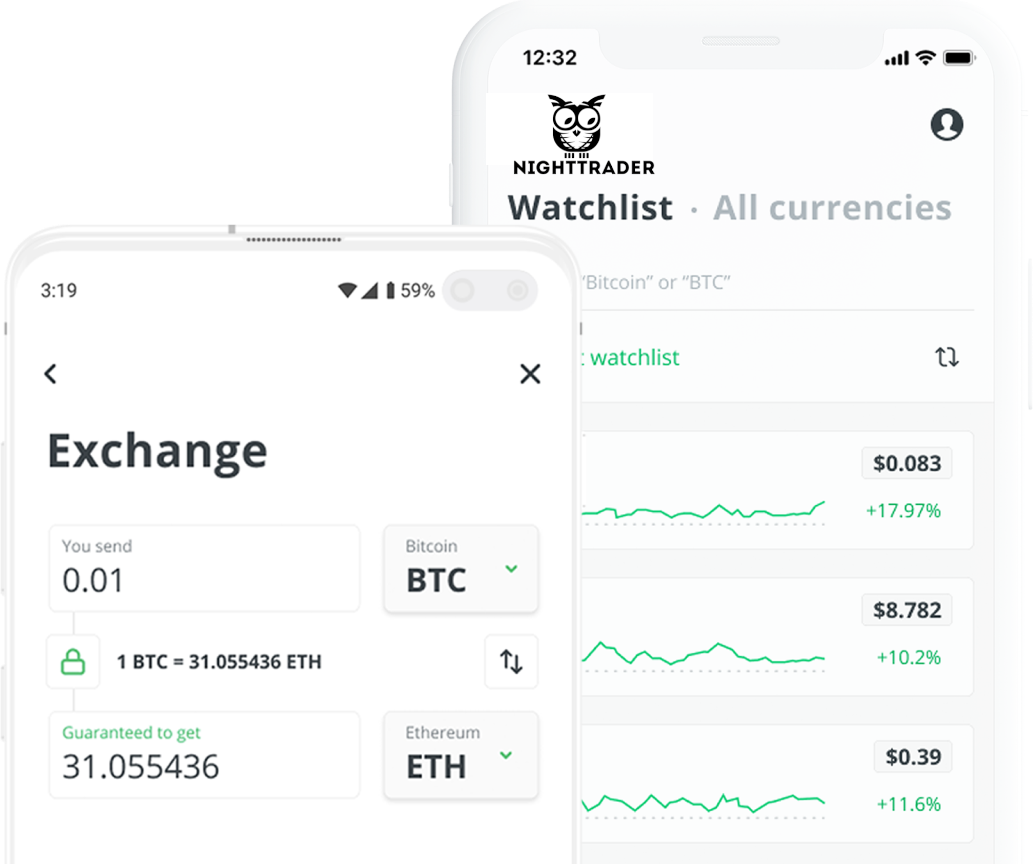 12:32
NIGHTTRADER
Watchlist · All currencies
“Bitcoin” or “BTC”
watchlist
$0.083
+17.97%
$8.782
+10.2%
$0.39
+11.6%
3:19
59%
Exchange
You send
0.01
Bitcoin
BTC
1 BTC = 31.055436 ETH
Guaranteed to get
31.055436
Ethereum
ETH